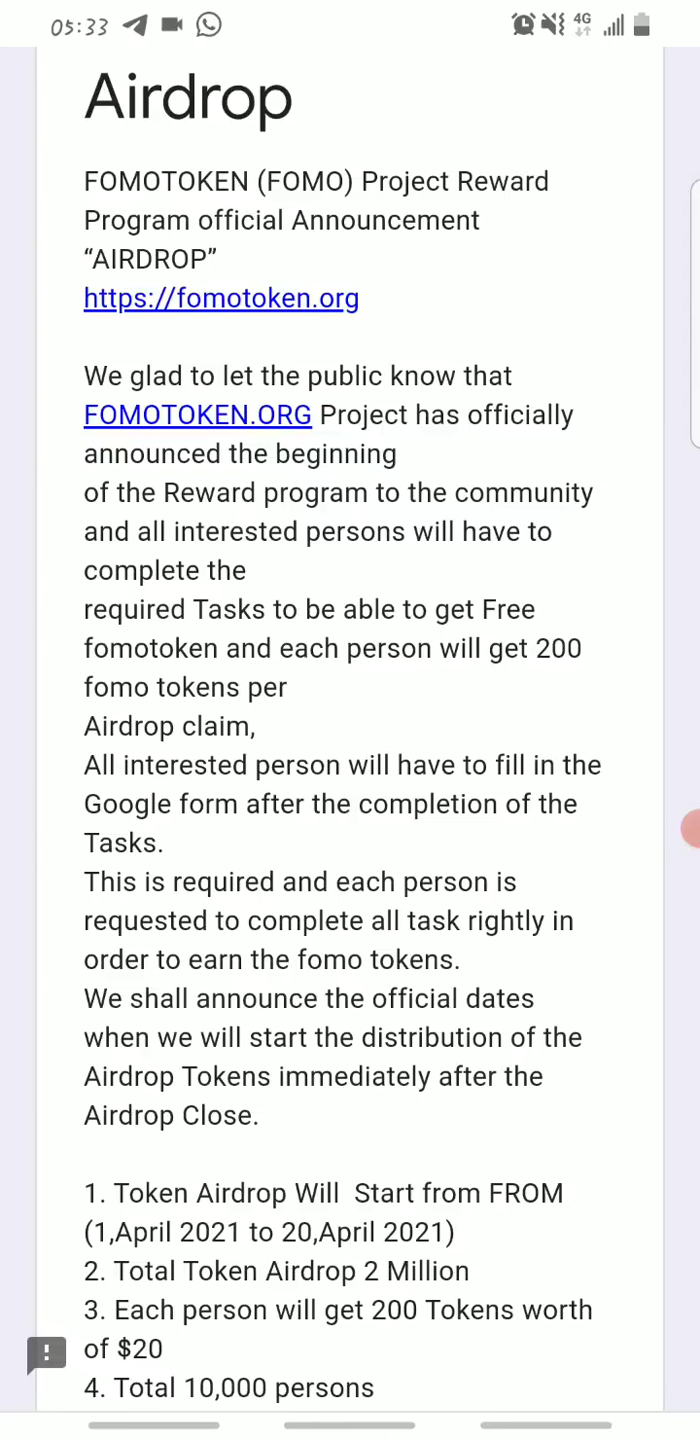 05:33
4G
Airdrop
FOMOTOKEN (FOMO) Project Reward
Program official Announcement
“AIRDROP”
https://fomotoken.org
We glad to let the public know that
FOMOTOKEN.ORG Project has officially
announced the beginning
of the Reward program to the community
and all interested persons will have to
complete the
required Tasks to be able to get Free
fomotoken and each person will get 200
fomo tokens per
Airdrop claim,
All interested person will have to fill in the
Google form after the completion of the
Tasks.
This is required and each person is
requested to complete all task rightly in
order to earn the fomo tokens.
We shall announce the official dates
when we will start the distribution of the
Airdrop Tokens immediately after the
Airdrop Close.
1. Token Airdrop Will  Start from FROM
(1,April 2021 to 20,April 2021)
2. Total Token Airdrop 2 Million
3. Each person will get 200 Tokens worth
of $20
4. Total 10,000 persons